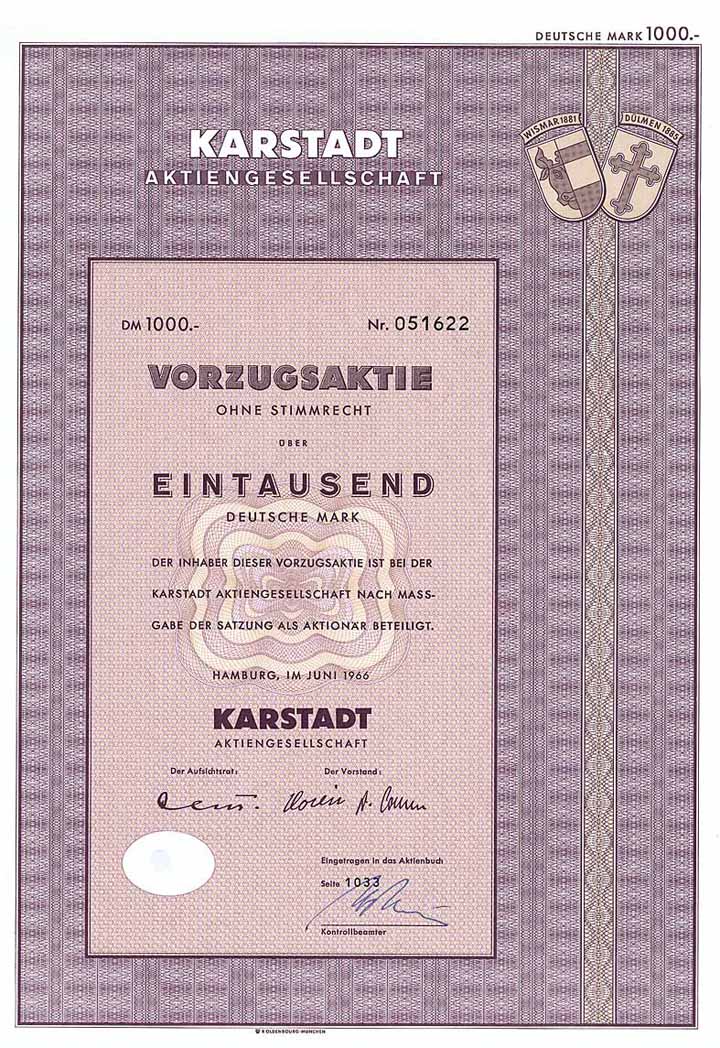 DEUTSCHE MARK 1000.-
KARSTADT
AKTIENGESELLSCHAFT
WISMAR 1881
DÜLMEN 1885
DM 1000.-
Nr. 051622
VORZUGSAKTIE
OHNE STIMMRECHT
ÜBER
EINTAUSEND
DEUTSCHE MARK
DER INHABER DIESER VORZUGSAKTIE IST BEI DER
KARSTADT AKTIENGESELLSCHAFT NACH MASS-
GABE DER SATZUNG ALS AKTIONÄR BETEILIGT.
HAMBURG, IM JUNI 1966
KARSTADT
AKTIENGESELLSCHAFT
Der Aufsichtsrat:
Der Vorstand:
Eingetragen in das Aktienbuch
Seite 1033
Kontrollbeamter
R OLDENBOURG MÜNCHEN